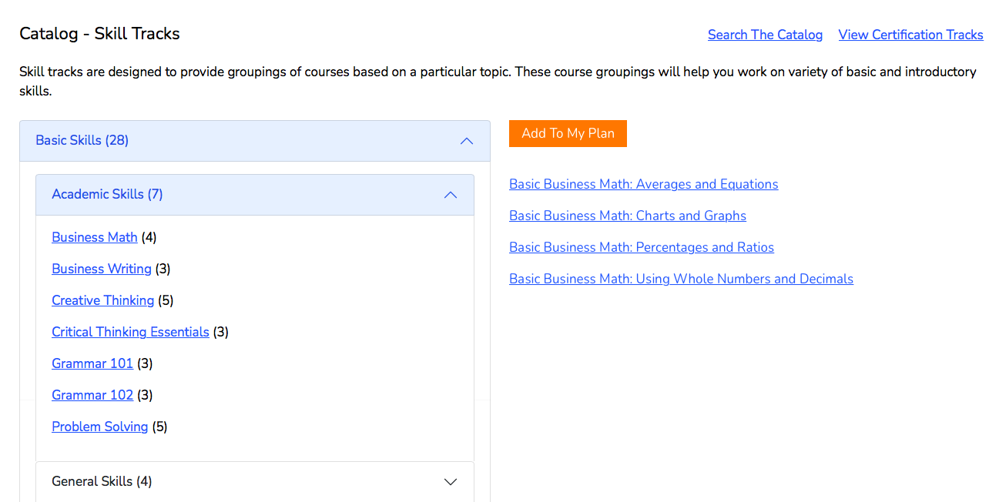 Catalog - Skill Tracks
Search The Catalog View Certification Tracks
Skill tracks are designed to provide groupings of courses based on a particular topic. These course groupings will help you work on variety of basic and introductory
skills.
Basic Skills (28)
Academic Skills (7)
Business Math (4)
Business Writing (3)
Creative Thinking (5)
Critical Thinking Essentials (3)
Grammar 101 (3)
Grammar 102 (3)
Problem Solving (5)
General Skills (4)
Add To My Plan
Basic Business Math: Averages and Equations
Basic Business Math: Charts and Graphs
Basic Business Math: Percentages and Ratios
Basic Business Math: Using Whole Numbers and Decimals